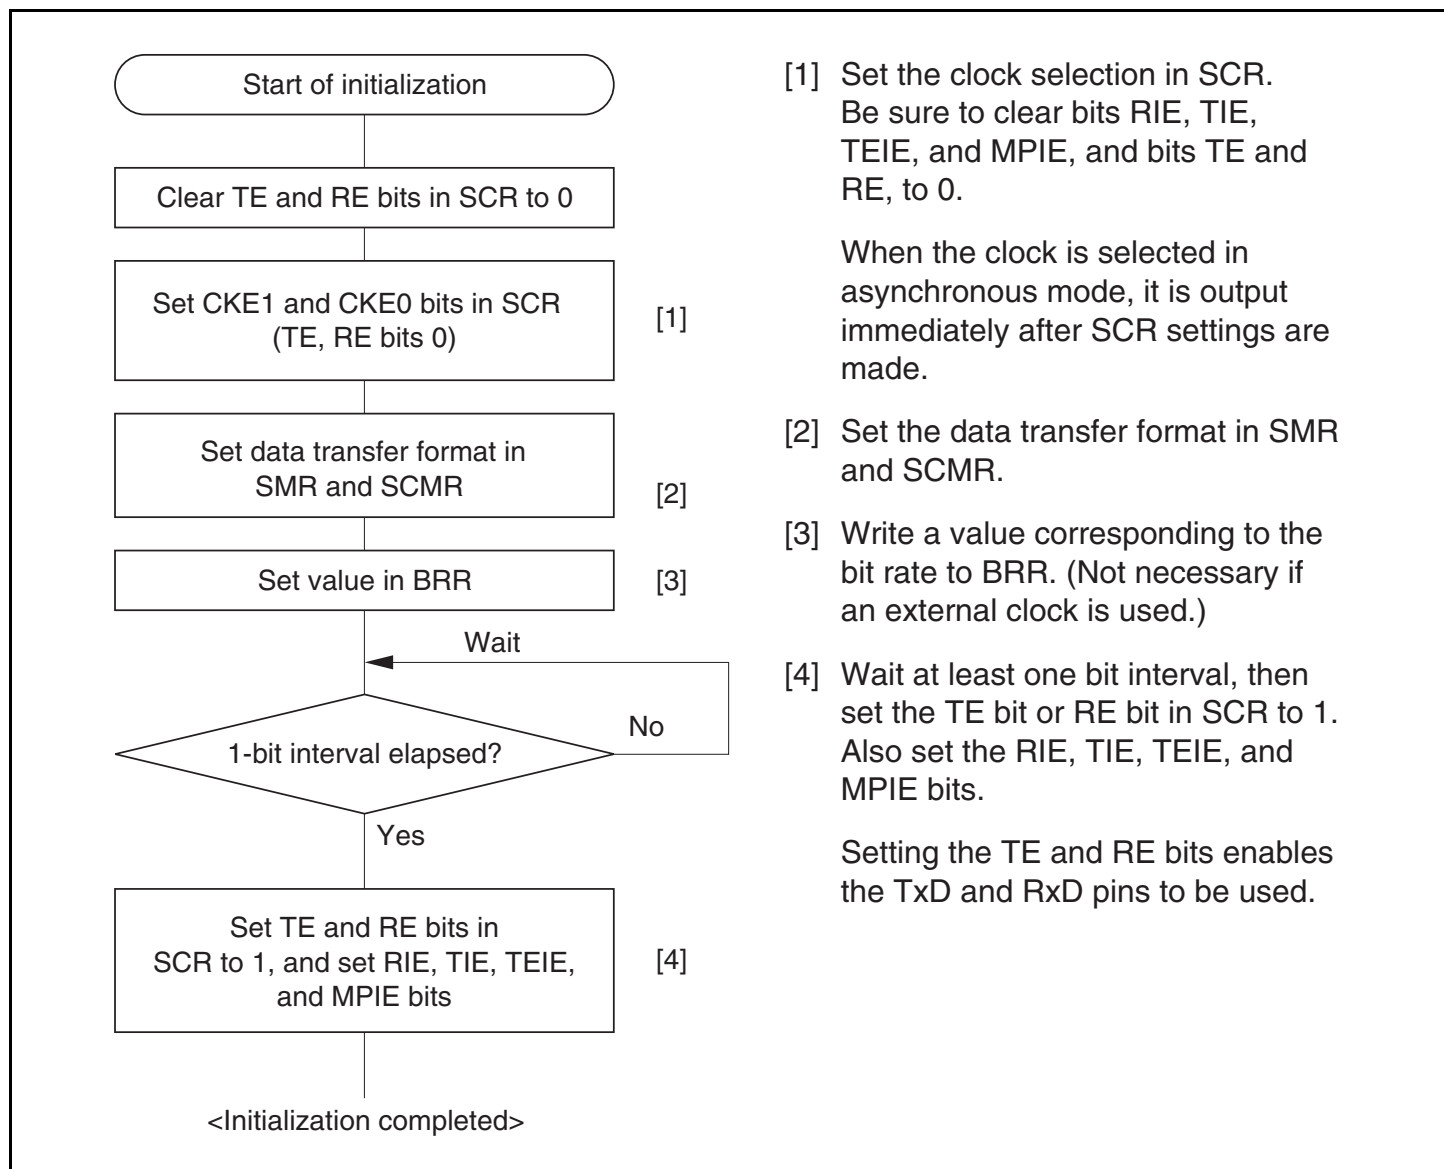 Start of initialization
Clear TE and RE bits in SCR to 0
Set CKE1 and CKE0 bits in SCR
(TE, RE bits 0)
[1]
Set data transfer format in
SMR and SCMR
[2]
Set value in BRR
[3]
Wait
No
1-bit interval elapsed?
Yes
Set TE and RE bits in
SCR to 1, and set RIE, TIE, TEIE,
and MPIE bits
[4]
<Initialization completed>
[1] Set the clock selection in SCR.
Be sure to clear bits RIE, TIE,
TEIE, and MPIE, and bits TE and
RE, to 0.
When the clock is selected in
asynchronous mode, it is output
immediately after SCR settings are
made.
[2] Set the data transfer format in SMR
and SCMR.
[3] Write a value corresponding to the
bit rate to BRR. (Not necessary if
an external clock is used.)
[4] Wait at least one bit interval, then
set the TE bit or RE bit in SCR to 1.
Also set the RIE, TIE, TEIE, and
MPIE bits.
Setting the TE and RE bits enables
the TxD and RxD pins to be used.